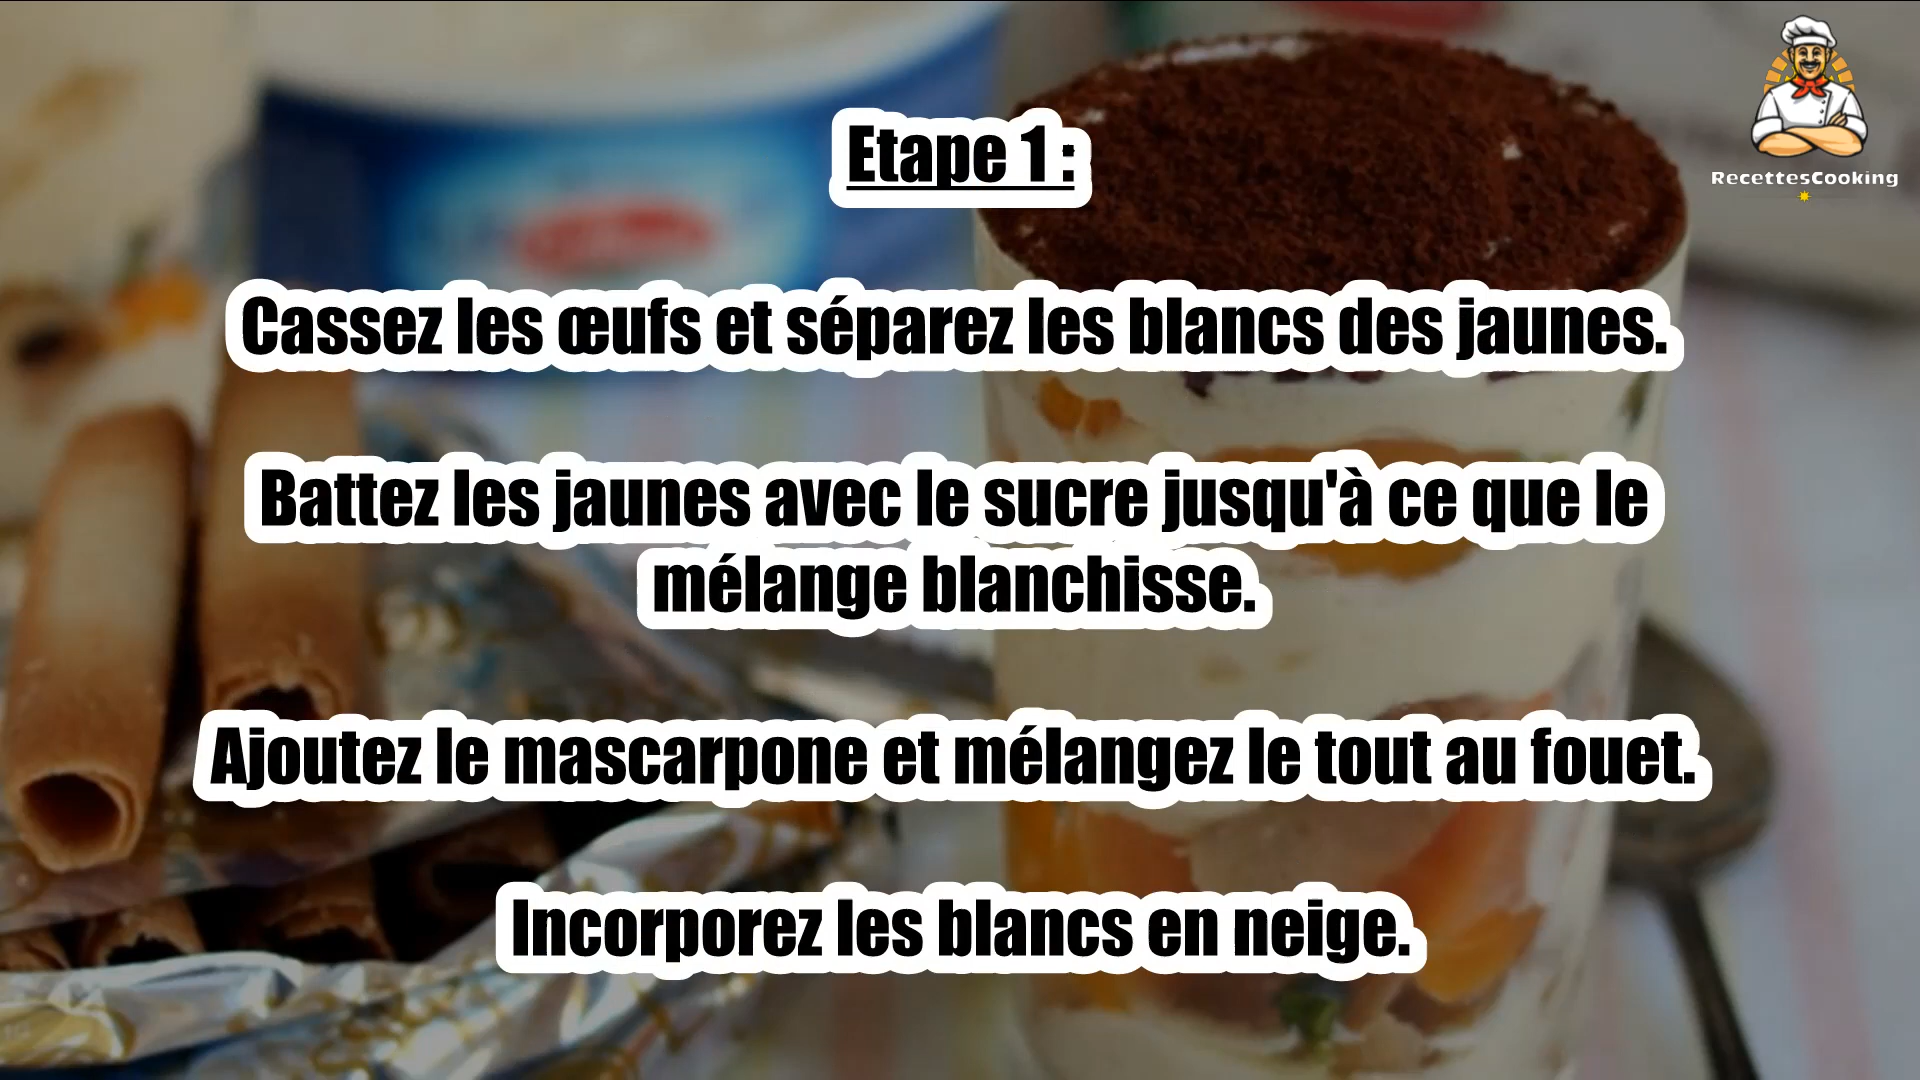 RecettesCooking
Etape 1 :
Cassez les œufs et séparez les blancs des jaunes.
Battez les jaunes avec le sucre jusqu'à ce que le
mélange blanchisse.
Ajoutez le mascarpone et mélangez le tout au fouet.
Incorporez les blancs en neige.